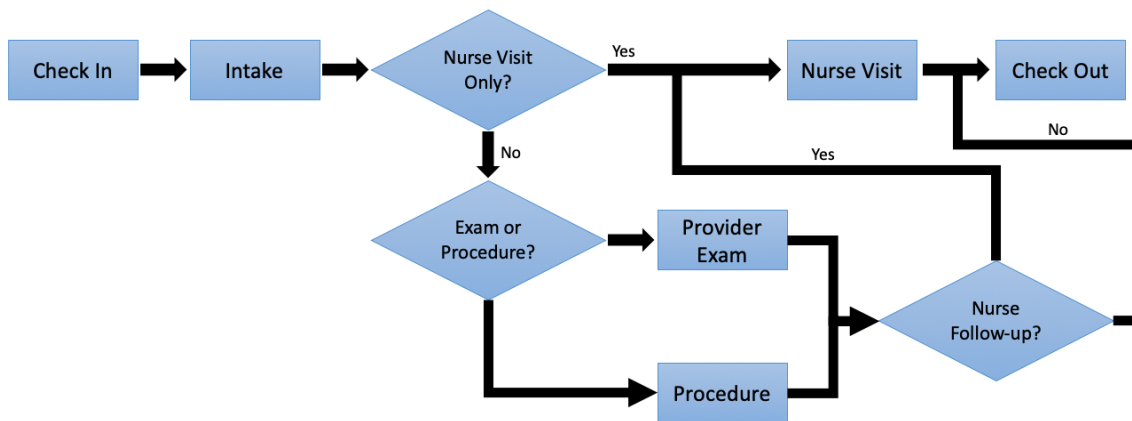 Check In
Intake
Nurse Visit
Only?
Yes
Nurse Visit
Check Out
No
No
Yes
Exam or
Procedure?
Provider
Exam
Nurse
Follow-up?
Procedure